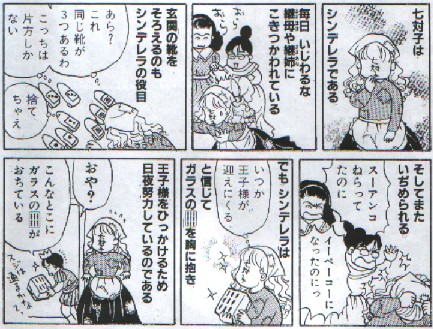 七対子は
シンデレラである
毎日いじわるな
継母や継姉に
こきつかわれている
おら
おら
玄関の靴を
そろえるのも
シンデレラの役目
あら？
これ
同じ靴が
３つあるわ
こっちは
片方しか
ない
捨て
ちゃえ
そしてまた
いちめられる
スーアンコ
ねらって
たのに
イーペーコーに
なったのにっ
でも シンデレラは
いつか
王子様が
迎えにくる
と信じて
ガラスの𝍖を胸に抱き
王子様をひっかけるため
日夜努力しているのである
おや？
こんなとこに
ガラスの𝍖が
おちている